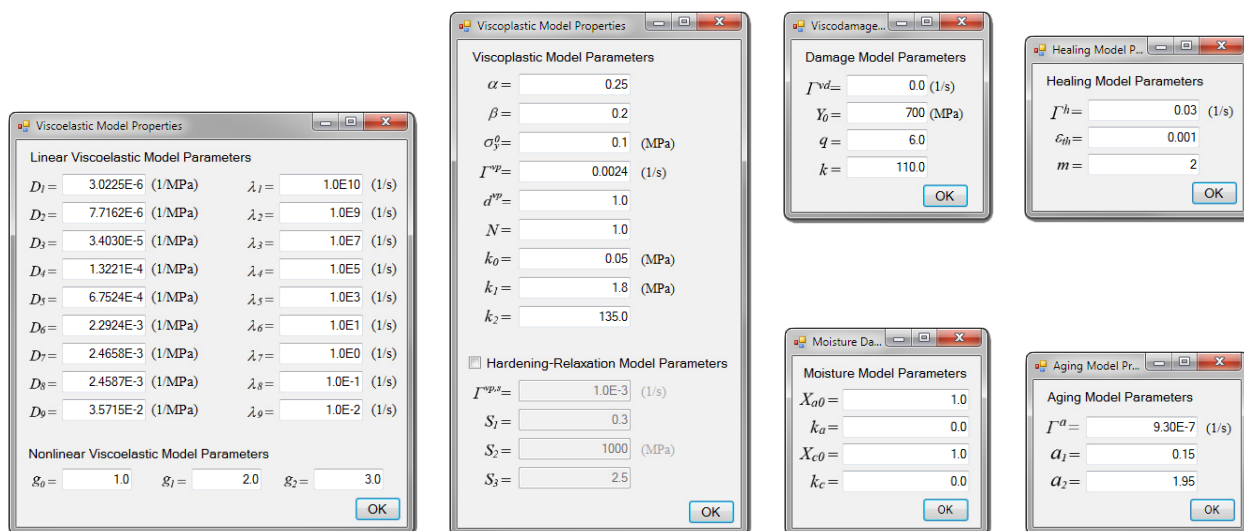 Viscoelastic Model Properties
Linear Viscoelastic Model Parameters
D1= 3.0225E-6 (1/MPa) λ1= 1.0E10 (1/s)
D2= 7.7162E-6 (1/MPa) λ2= 1.0E9 (1/s)
D3= 3.4030E-5 (1/MPa) λ3= 1.0E7 (1/s)
D4= 1.3221E-4 (1/MPa) λ4= 1.0E5 (1/s)
D5= 6.7524E-4 (1/MPa) λ5= 1.0E3 (1/s)
D6= 2.2924E-3 (1/MPa) λ6= 1.0E1 (1/s)
D7= 2.4658E-3 (1/MPa) λ7= 1.0E0 (1/s)
D8= 2.4587E-3 (1/MPa) λ8= 1.0E-1 (1/s)
D9= 3.5715E-2 (1/MPa) λ9= 1.0E-2 (1/s)
Nonlinear Viscoelastic Model Parameters
g0= 1.0 g1= 2.0 g2= 3.0
OK
Viscoplastic Model Properties
Viscoplastic Model Parameters
α= 0.25
β= 0.2
σy0= 0.1 (MPa)
Γvp= 0.0024 (1/s)
dvp= 1.0
N= 1.0
k0= 0.05 (MPa)
k1= 1.8 (MPa)
k2= 135.0
Hardening-Relaxation Model Parameters
Γvp,s= 1.0E-3 (1/s)
S1= 0.3
S2= 1000 (MPa)
S3= 2.5
OK
Viscodamage...
Damage Model Parameters
Γvd= 0.0 (1/s)
Y0= 700 (MPa)
q= 6.0
k= 110.0
OK
Healing Model P...
Healing Model Parameters
Γh= 0.03 (1/s)
εth= 0.001
m= 2
OK
Moisture Da...
Moisture Model Parameters
Xa0= 1.0
ka= 0.0
Xc0= 1.0
kc= 0.0
OK
Aging Model Pr...
Aging Model Parameters
Γa= 9.30E-7 (1/s)
a1= 0.15
a2= 1.95
OK